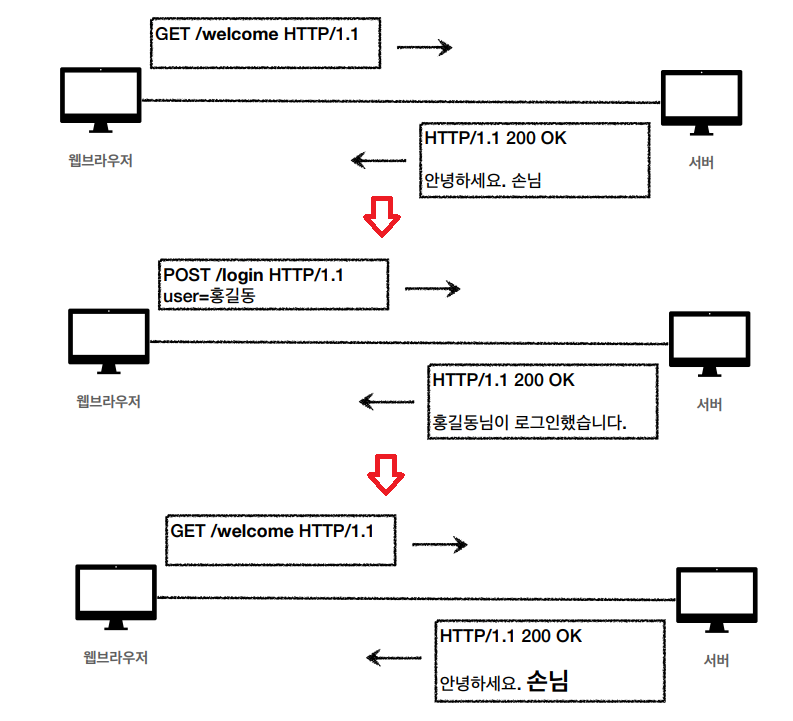 GET /welcome HTTP/1.1
HTTP/1.1 200 OK
안녕하세요. 손님
웹브라우저
서버
POST /login HTTP/1.1
user=홍길동
HTTP/1.1 200 OK
홍길동님이 로그인했습니다.
웹브라우저
서버
GET /welcome HTTP/1.1
HTTP/1.1 200 OK
안녕하세요. 손님
웹브라우저
서버